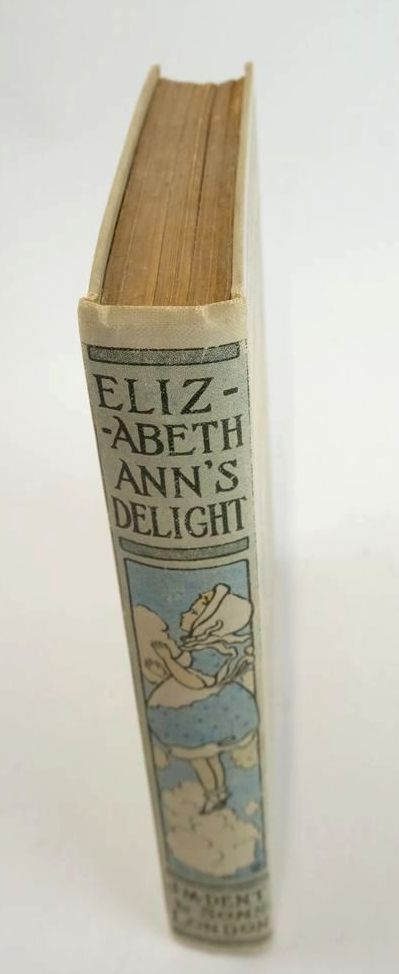 ELIZ-
-ABETH
ANN'S
DELIGHT
J.M.DENT
& SONS
LONDON